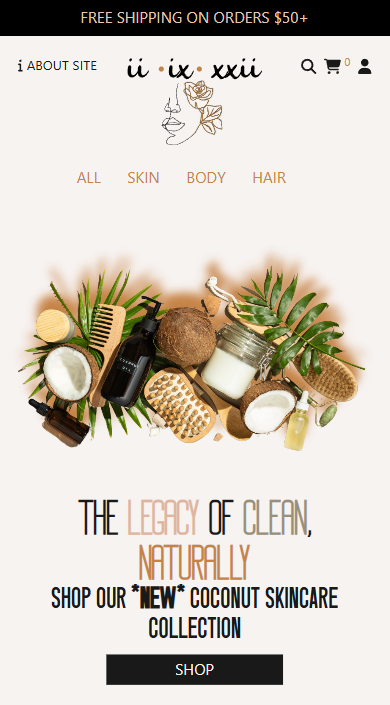 FREE SHIPPING ON ORDERS $50+
ABOUT SITE
ii • ix • xxii
0
ALL SKIN BODY HAIR
THE LEGACY OF CLEAN,
NATURALLY
SHOP OUR *NEW* COCONUT SKINCARE
COLLECTION
SHOP